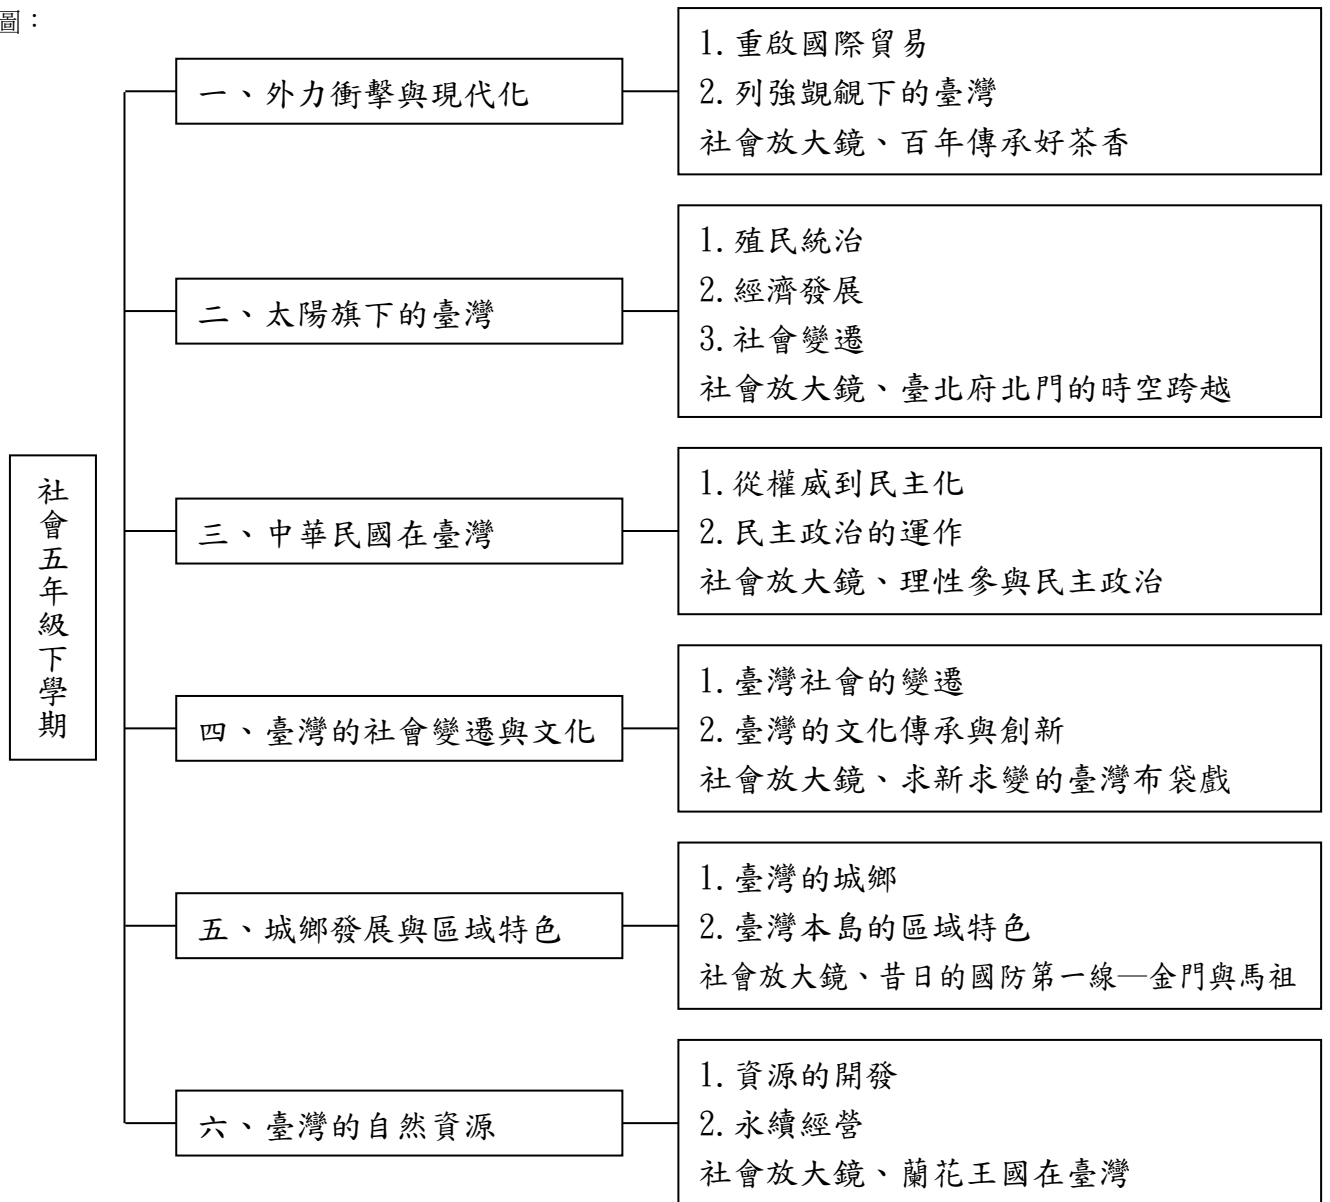 圖：
社會五年級下學期
一、外力衝擊與現代化
1.重啟國際貿易
2.列強覬覦下的臺灣
社會放大鏡、百年傳承好茶香
二、太陽旗下的臺灣
1.殖民統治
2.經濟發展
3.社會變遷
社會放大鏡、臺北府北門的時空跨越
三、中華民國在臺灣
1.從權威到民主化
2.民主政治的運作
社會放大鏡、理性參與民主政治
四、臺灣的社會變遷與文化
1.臺灣社會的變遷
2.臺灣的文化傳承與創新
社會放大鏡、求新求變的臺灣布袋戲
五、城鄉發展與區域特色
1.臺灣的城鄉
2.臺灣本島的區域特色
社會放大鏡、昔日的國防第一線—金門與馬祖
六、臺灣的自然資源
1.資源的開發
2.永續經營
社會放大鏡、蘭花王國在臺灣